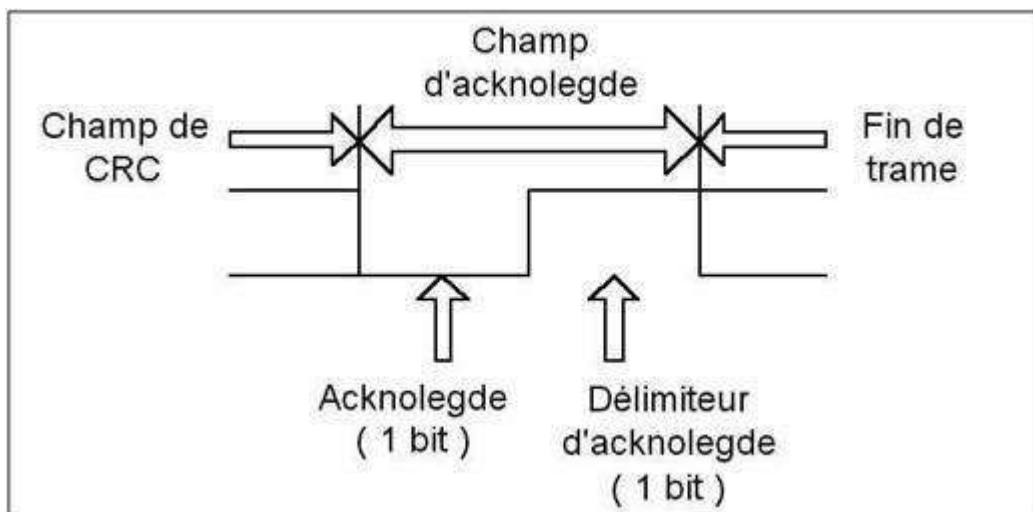 Champ
d'acknolegde
Champ de
CRC
Fin de
trame
Acknolegde
( 1 bit )
Délimiteur
d'acknolegde
( 1 bit )